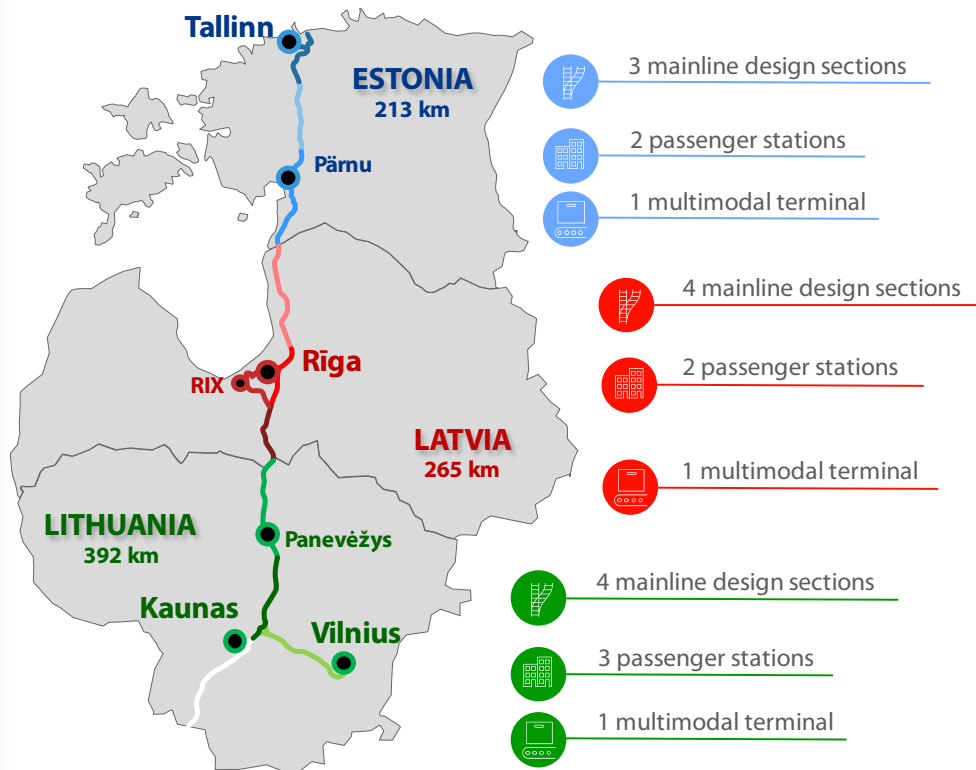 Tallinn
ESTONIA
213 km
Pärnu
3 mainline design sections
2 passenger stations
1 multimodal terminal
Rīga
RIX
LATVIA
265 km
4 mainline design sections
2 passenger stations
1 multimodal terminal
LITHUANIA
392 km
Panevėžys
Kaunas
Vilnius
4 mainline design sections
3 passenger stations
1 multimodal terminal